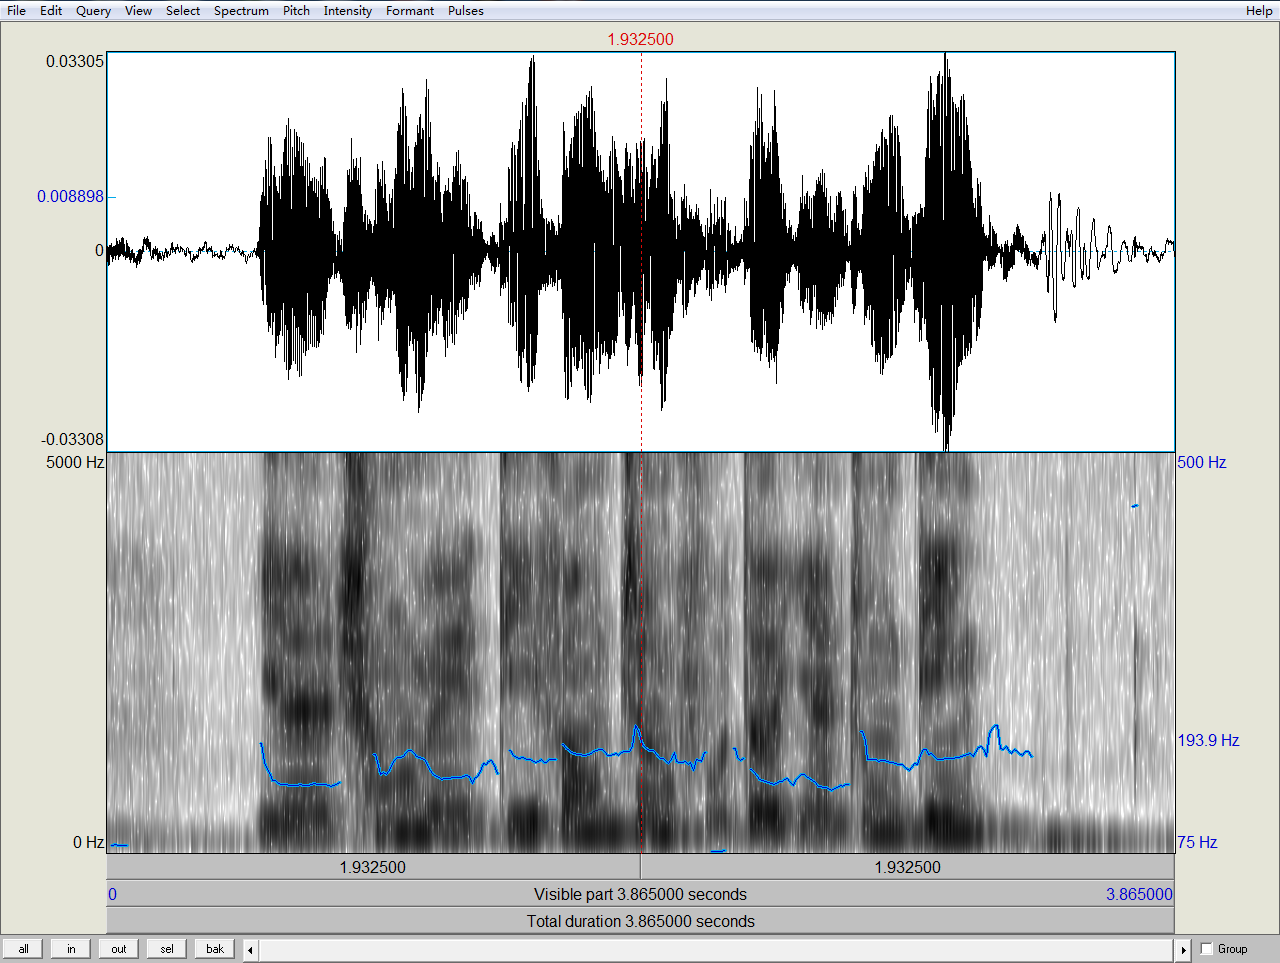 File Edit Query View Select Spectrum Pitch Intensity Formant Pulses Help
1.932500
0.03305
0.008898
0
-0.03308
5000 Hz 500 Hz
193.9 Hz
0 Hz 75 Hz
1.932500 1.932500
0 Visible part 3.865000 seconds 3.865000
Total duration 3.865000 seconds
all in out sel bak Group